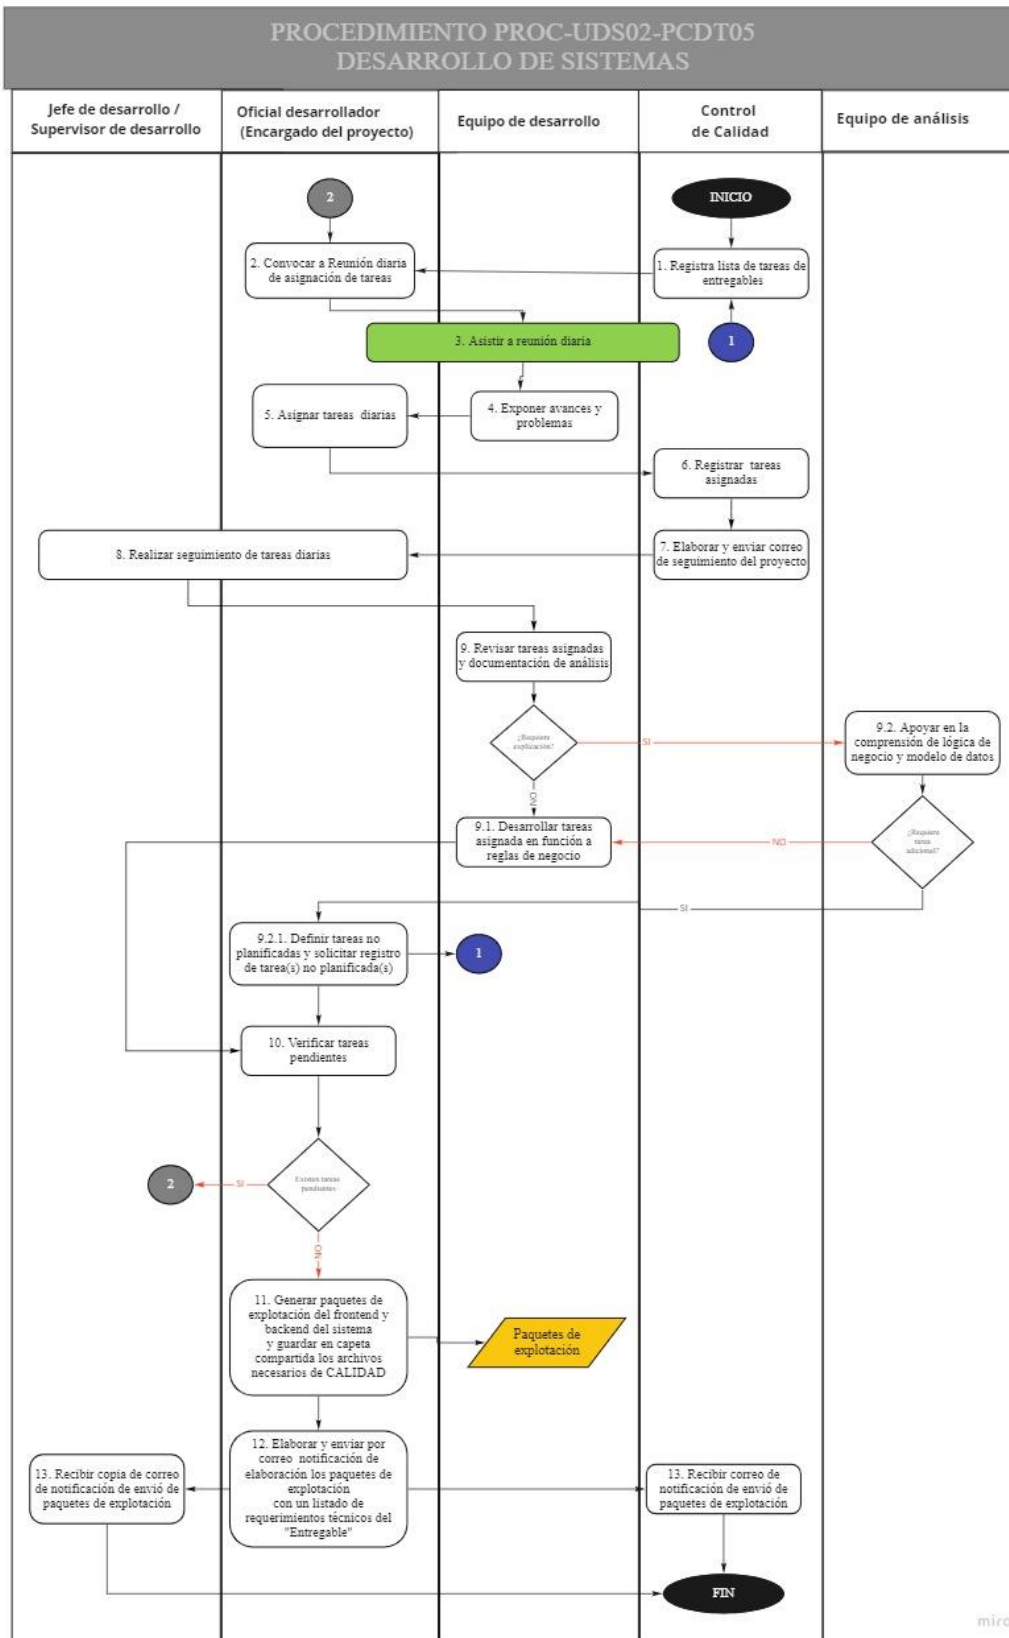 PROCEDIMIENTO PROC-UDS02-PCDT05
DESARROLLO DE SISTEMAS
Jefe de desarrollo /
Supervisor de desarrollo
Oficial desarrollador
(Encargado del proyecto)
Equipo de desarrollo
Control
de Calidad
Equipo de análisis
2
INICIO
2. Convocar a Reunión diaria
de asignación de tareas
1. Registra lista de tareas de
entregables
1
3. Asistir a reunión diaria
5. Asignar tareas diarias
4. Exponer avances y
problemas
6. Registrar tareas
asignadas
8. Realizar seguimiento de tareas diarias
7. Elaborar y enviar correo
de seguimiento del proyecto
9. Revisar tareas asignadas
y documentación de análisis
¿Requiere
explicación?
SI
9.2. Apoyar en la
comprensión de lógica de
negocio y modelo de datos
NO
9.1. Desarrollar tareas
asignada en función a
reglas de negocio
NO
¿Requiere
tarea
adicional?
SI
9.2.1. Definir tareas no
planificadas y solicitar registro
de tarea(s) no planificada(s)
1
10. Verificar tareas
pendientes
2
SI
Existen tareas
pendientes
NO
11. Generar paquetes de
explotación del frontend y
backend del sistema
y guardar en capeta
compartida los archivos
necesarios de CALIDAD
Paquetes de
explotación
12. Elaborar y enviar por
correo notificación de
elaboración los paquetes de
explotación
con un listado de
requerimientos técnicos del
"Entregable"
13. Recibir copia de correo
de notificación de envió de
paquetes de explotación
13. Recibir correo de
notificación de envió de
paquetes de explotación
FIN
miro